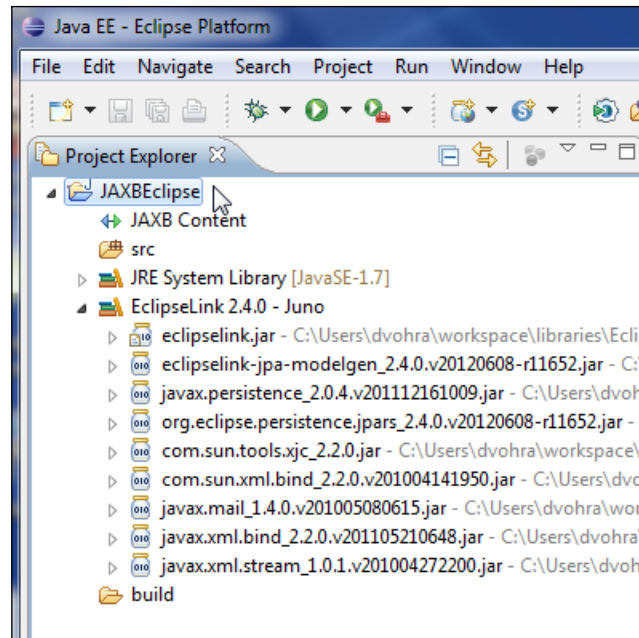 Java EE - Eclipse Platform
File Edit Navigate Search Project Run Window Help
Project Explorer
JAXBEclipse
JAXB Content
src
JRE System Library [JavaSE-1.7]
EclipseLink 2.4.0 - Juno
eclipselink.jar - C:\Users\dvohra\workspace\libraries\Ecli
eclipselink-jpa-modelgen_2.4.0.v20120608-r11652.jar - C:
javax.persistence_2.0.4.v201112161009.jar - C:\Users\dvoh
org.eclipse.persistence.jpars_2.4.0.v20120608-r11652.jar -
com.sun.tools.xjc_2.2.0.jar - C:\Users\dvohra\workspace\
com.sun.xml.bind_2.2.0.v201004141950.jar - C:\Users\dvo
javax.mail_1.4.0.v201005080615.jar - C:\Users\dvohra\wor
javax.xml.bind_2.2.0.v201105210648.jar - C:\Users\dvohra\
javax.xml.stream_1.0.1.v201004272200.jar - C:\Users\dvoh
build